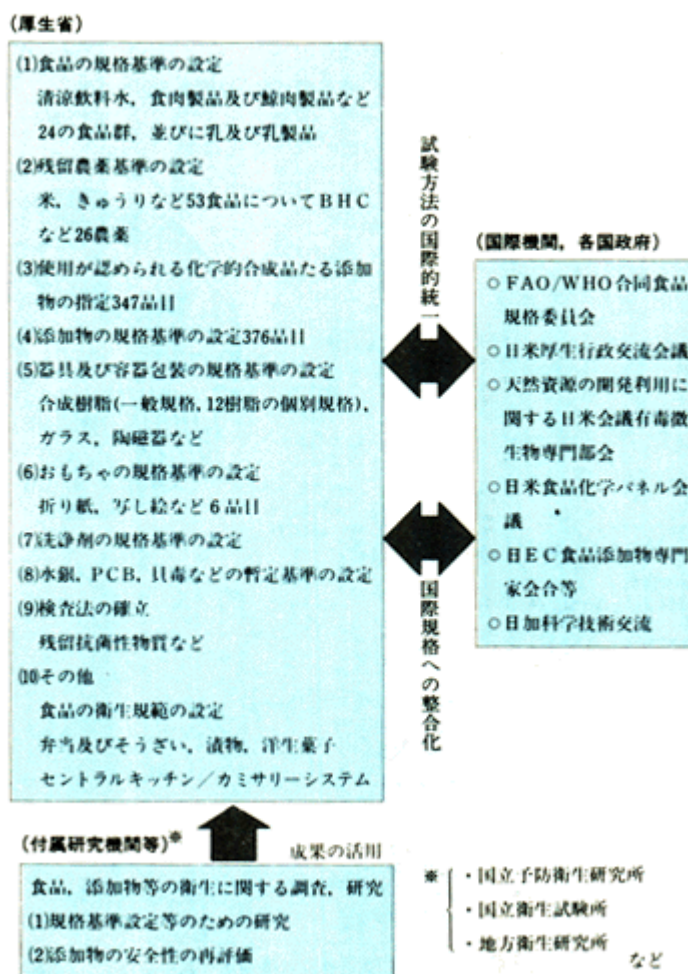 (厚生省)
(1)食品の規格基準の設定
清涼飲料水，食肉製品及び鯨肉製品など
24の食品群，並びに乳及び乳製品
(2)残留農薬基準の設定
米，きゅうりなど53食品についてBHC
など26農薬
(3)使用が認められる化学的合成品たる添加
物の指定347品目
(4)添加物の規格基準の設定376品目
(5)器具及び容器包装の規格基準の設定
合成樹脂(一般規格，12樹脂の個別規格)，
ガラス，陶磁器など
(6)おもちゃの規格基準の設定
折り紙，写し絵など6品目
(7)洗浄剤の規格基準の設定
(8)水銀，PCB，貝毒などの暫定基準の設定
(9)検査法の確立
残留抗菌性物質など
(10)その他
食品の衛生規範の設定
弁当及びそうざい，漬物，洋生菓子
セントラルキッチン／カミサリーシステム
試験方法の国際的統一
国際規格への整合化
(国際機関，各国政府)
○FAO/WHO合同食品
規格委員会
○日米厚生行政交流会議
○天然資源の開発利用に
関する日米会議有毒微
生物専門部会
○日米食品化学パネル会
議
○日EC食品添加物専門
家会合等
○日加科学技術交流
(付属研究機関等)※
成果の活用
食品，添加物等の衛生に関する調査，研究
(1)規格基準設定等のための研究
(2)添加物の安全性の再評価
※
・国立予防衛生研究所
・国立衛生試験所
・地方衛生研究所
など